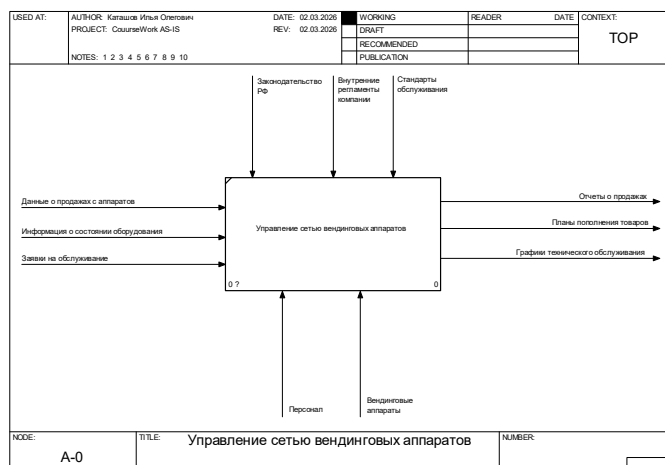 USED AT:
AUTHOR: Каташов Илья Олегович
DATE: 02.03.2026
WORKING
READER
DATE
CONTEXT:
PROJECT: CouurseWork AS-IS
REV: 02.03.2026
DRAFT
TOP
RECOMMENDED
NOTES: 1 2 3 4 5 6 7 8 9 10
PUBLICATION
Законодательство
РФ
Внутренние
регламенты
компании
Стандарты
обслуживания
Данные о продажах с аппаратов
Информация о состоянии оборудования
Заявки на обслуживание
Управление сетью вендинговых аппаратов
0 ?
0
Отчеты о продажах
Планы пополнения товаров
Графики технического обслуживания
Персонал
Вендинговые
аппараты
NODE:
A-0
TITLE:
Управление сетью вендинговых аппаратов
NUMBER: